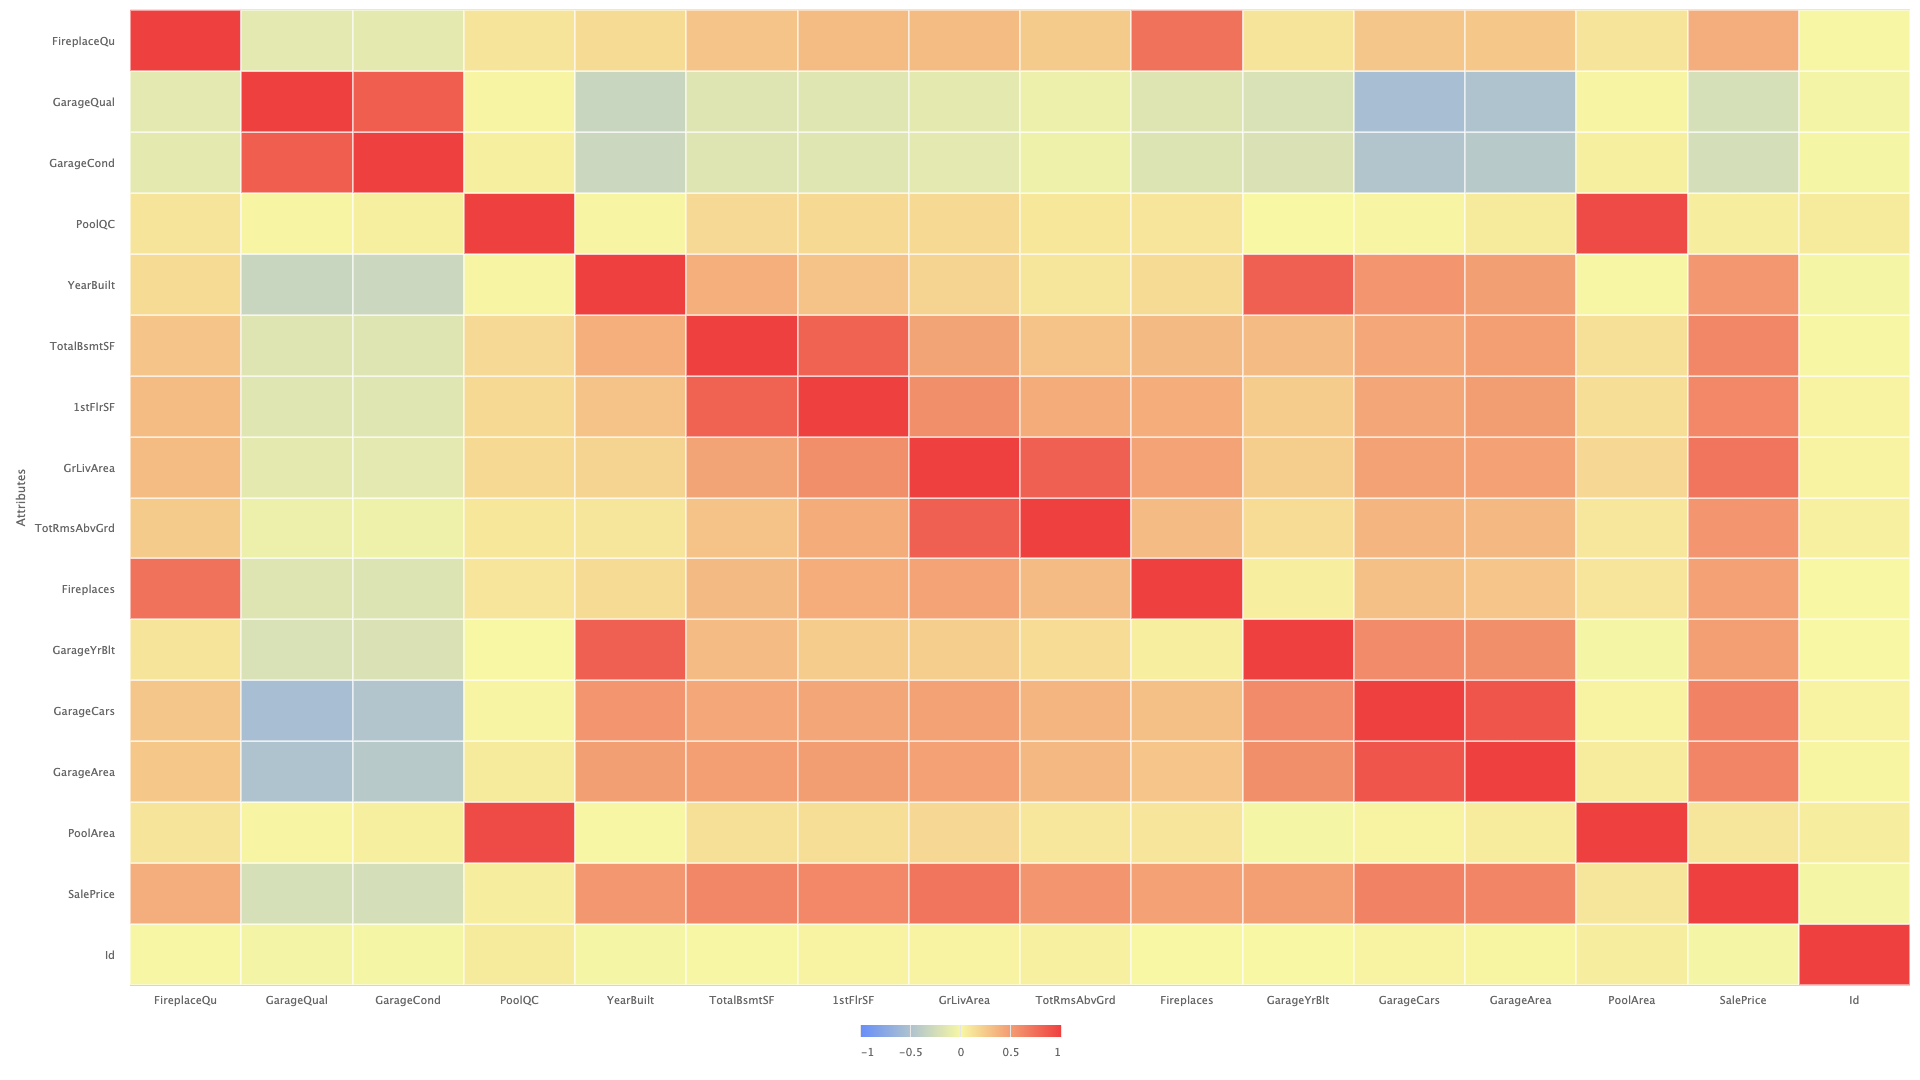 Attributes
FireplaceQu
GarageQual
GarageCond
PoolQC
YearBuilt
TotalBsmtSF
1stFlrSF
GrLivArea
TotRmsAbvGrd
Fireplaces
GarageYrBlt
GarageCars
GarageArea
PoolArea
SalePrice
Id
FireplaceQu GarageQual GarageCond PoolQC YearBuilt TotalBsmtSF 1stFlrSF GrLivArea TotRmsAbvGrd Fireplaces GarageYrBlt GarageCars GarageArea PoolArea SalePrice Id
−1 −0.5 0 0.5 1